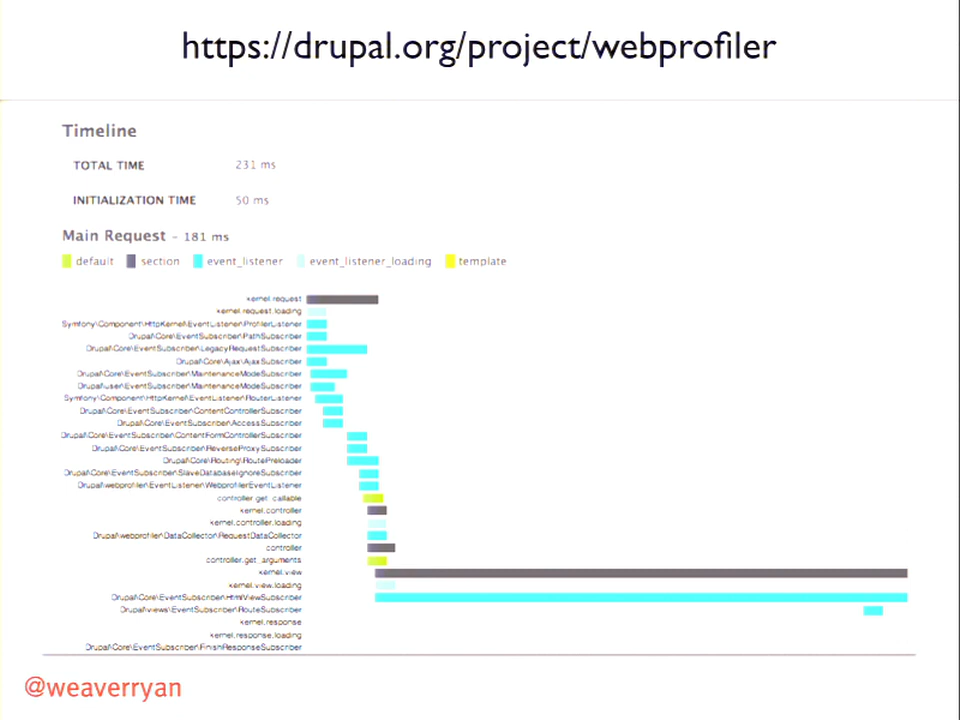 https://drupal.org/project/webprofiler
Timeline
TOTAL TIME 231 ms
INITIALIZATION TIME 50 ms
Main Request - 181 ms
default section event_listener event_listener_loading template
kernel.request
kernel.request.loading
Symfony\Component\HttpKernel\EventListener\ProfilerListener
Drupal\Core\EventSubscriber\PathSubscriber
Drupal\Core\EventSubscriber\LegacyRequestSubscriber
Drupal\Core\Ajax\AjaxSubscriber
Drupal\Core\EventSubscriber\MaintenanceModeSubscriber
Drupal\user\EventSubscriber\MaintenanceModeSubscriber
Symfony\Component\HttpKernel\EventListener\RouterListener
Drupal\Core\EventSubscriber\ContentControllerSubscriber
Drupal\Core\EventSubscriber\AccessSubscriber
Drupal\Core\EventSubscriber\ContentFormControllerSubscriber
Drupal\Core\EventSubscriber\ReverseProxySubscriber
Drupal\Core\Routing\RoutePreloader
Drupal\Core\EventSubscriber\SlaveDatabaseIgnoreSubscriber
Drupal\webprofiler\EventListener\WebprofilerEventListener
controller.get_callable
kernel.controller
kernel.controller.loading
Drupal\webprofiler\DataCollector\RequestDataCollector
controller
controller.get_arguments
kernel.view
kernel.view.loading
Drupal\Core\EventSubscriber\HtmlViewSubscriber
Drupal\views\EventSubscriber\RouteSubscriber
kernel.response
kernel.response.loading
Drupal\Core\EventSubscriber\FinishResponseSubscriber
@weaverryan